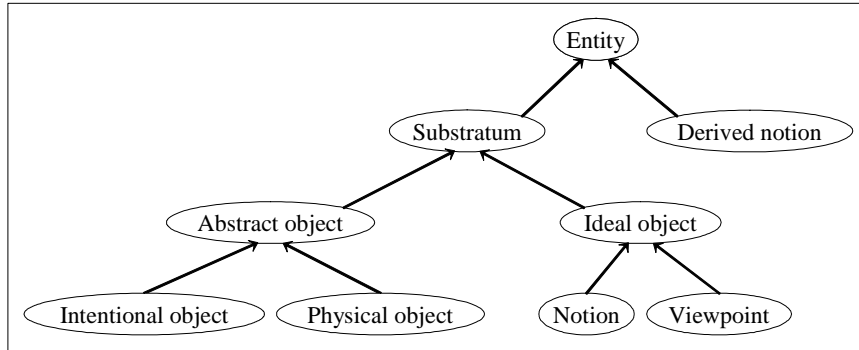 Entity
Substratum
Derived notion
Abstract object
Ideal object
Intentional object
Physical object
Notion
Viewpoint